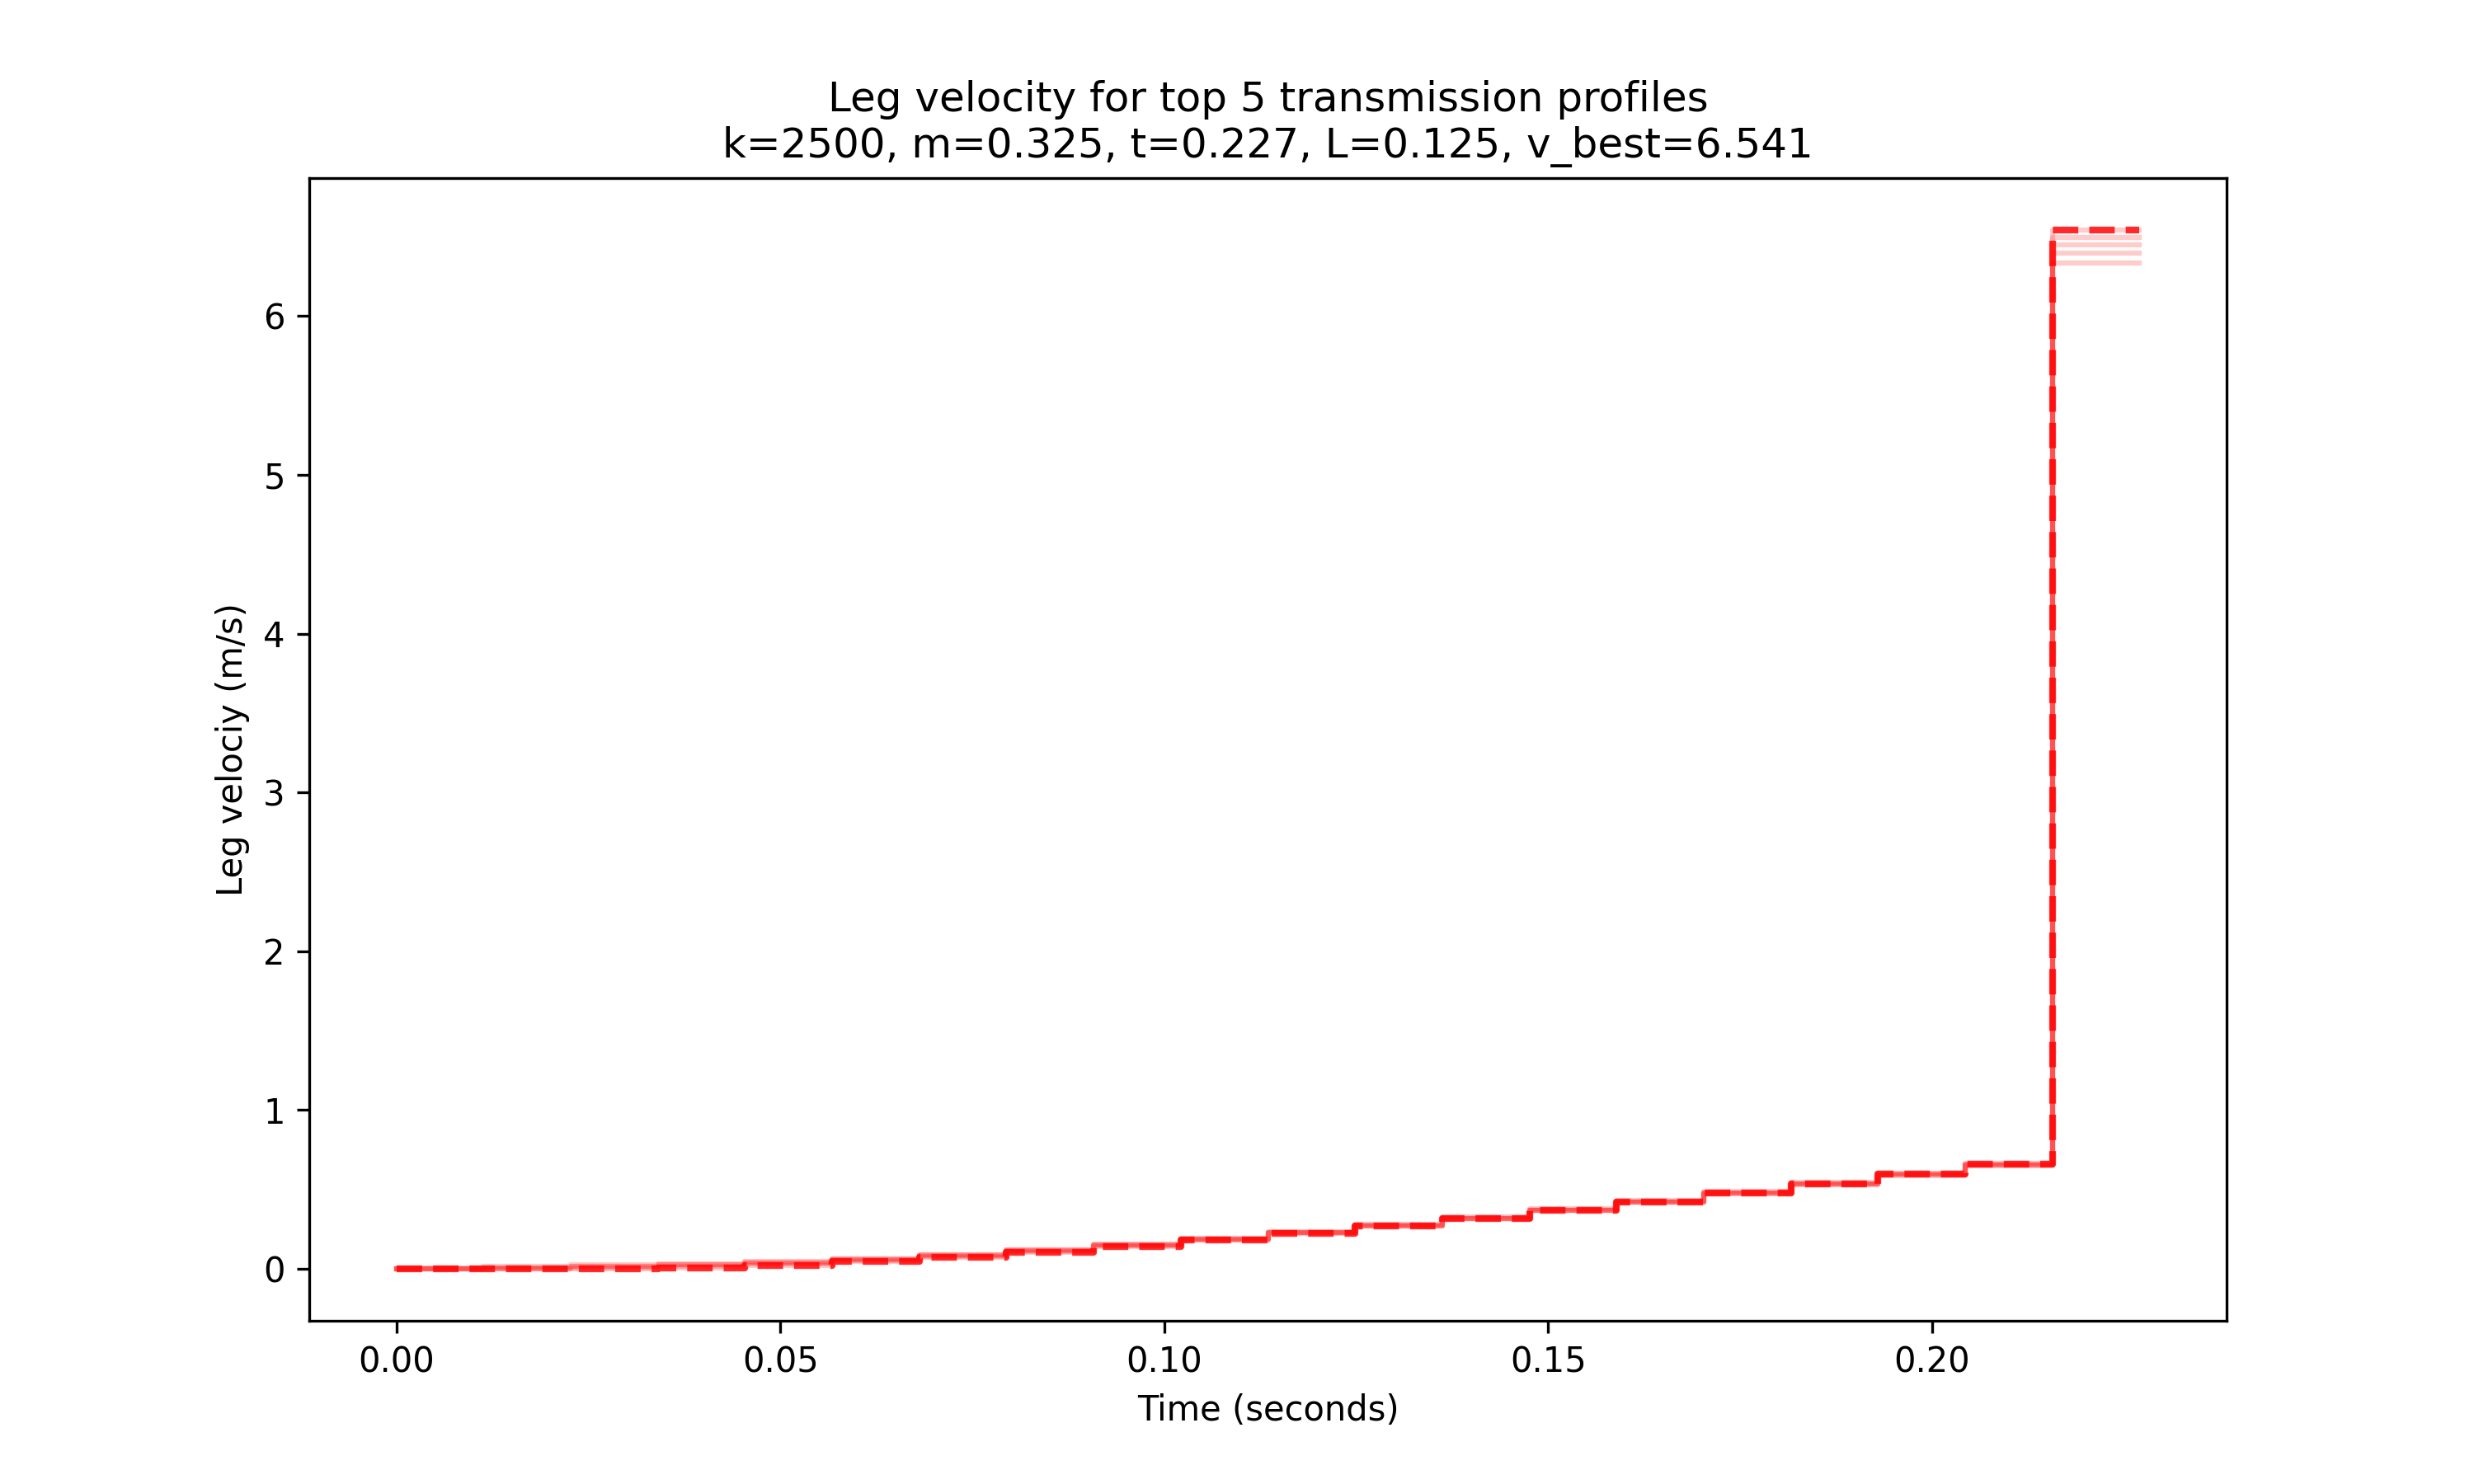 Leg velocity for top 5 transmission profiles
k=2500, m=0.325, t=0.227, L=0.125, v_best=6.541
Leg velociy (m/s)
6
5
4
3
2
1
0
0.00 0.05 0.10 0.15 0.20
Time (seconds)